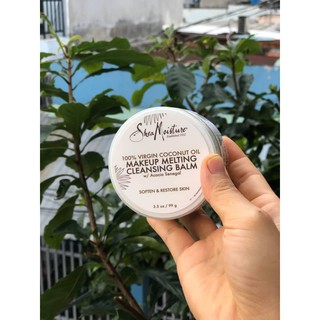 SheaMoisture
100% VIRGIN COCONUT OIL
MAKEUP MELTING
CLEANSING BALM
w/ Acacia Senegal
SOFTEN & RESTORE SKIN
3.5 oz / 99 g